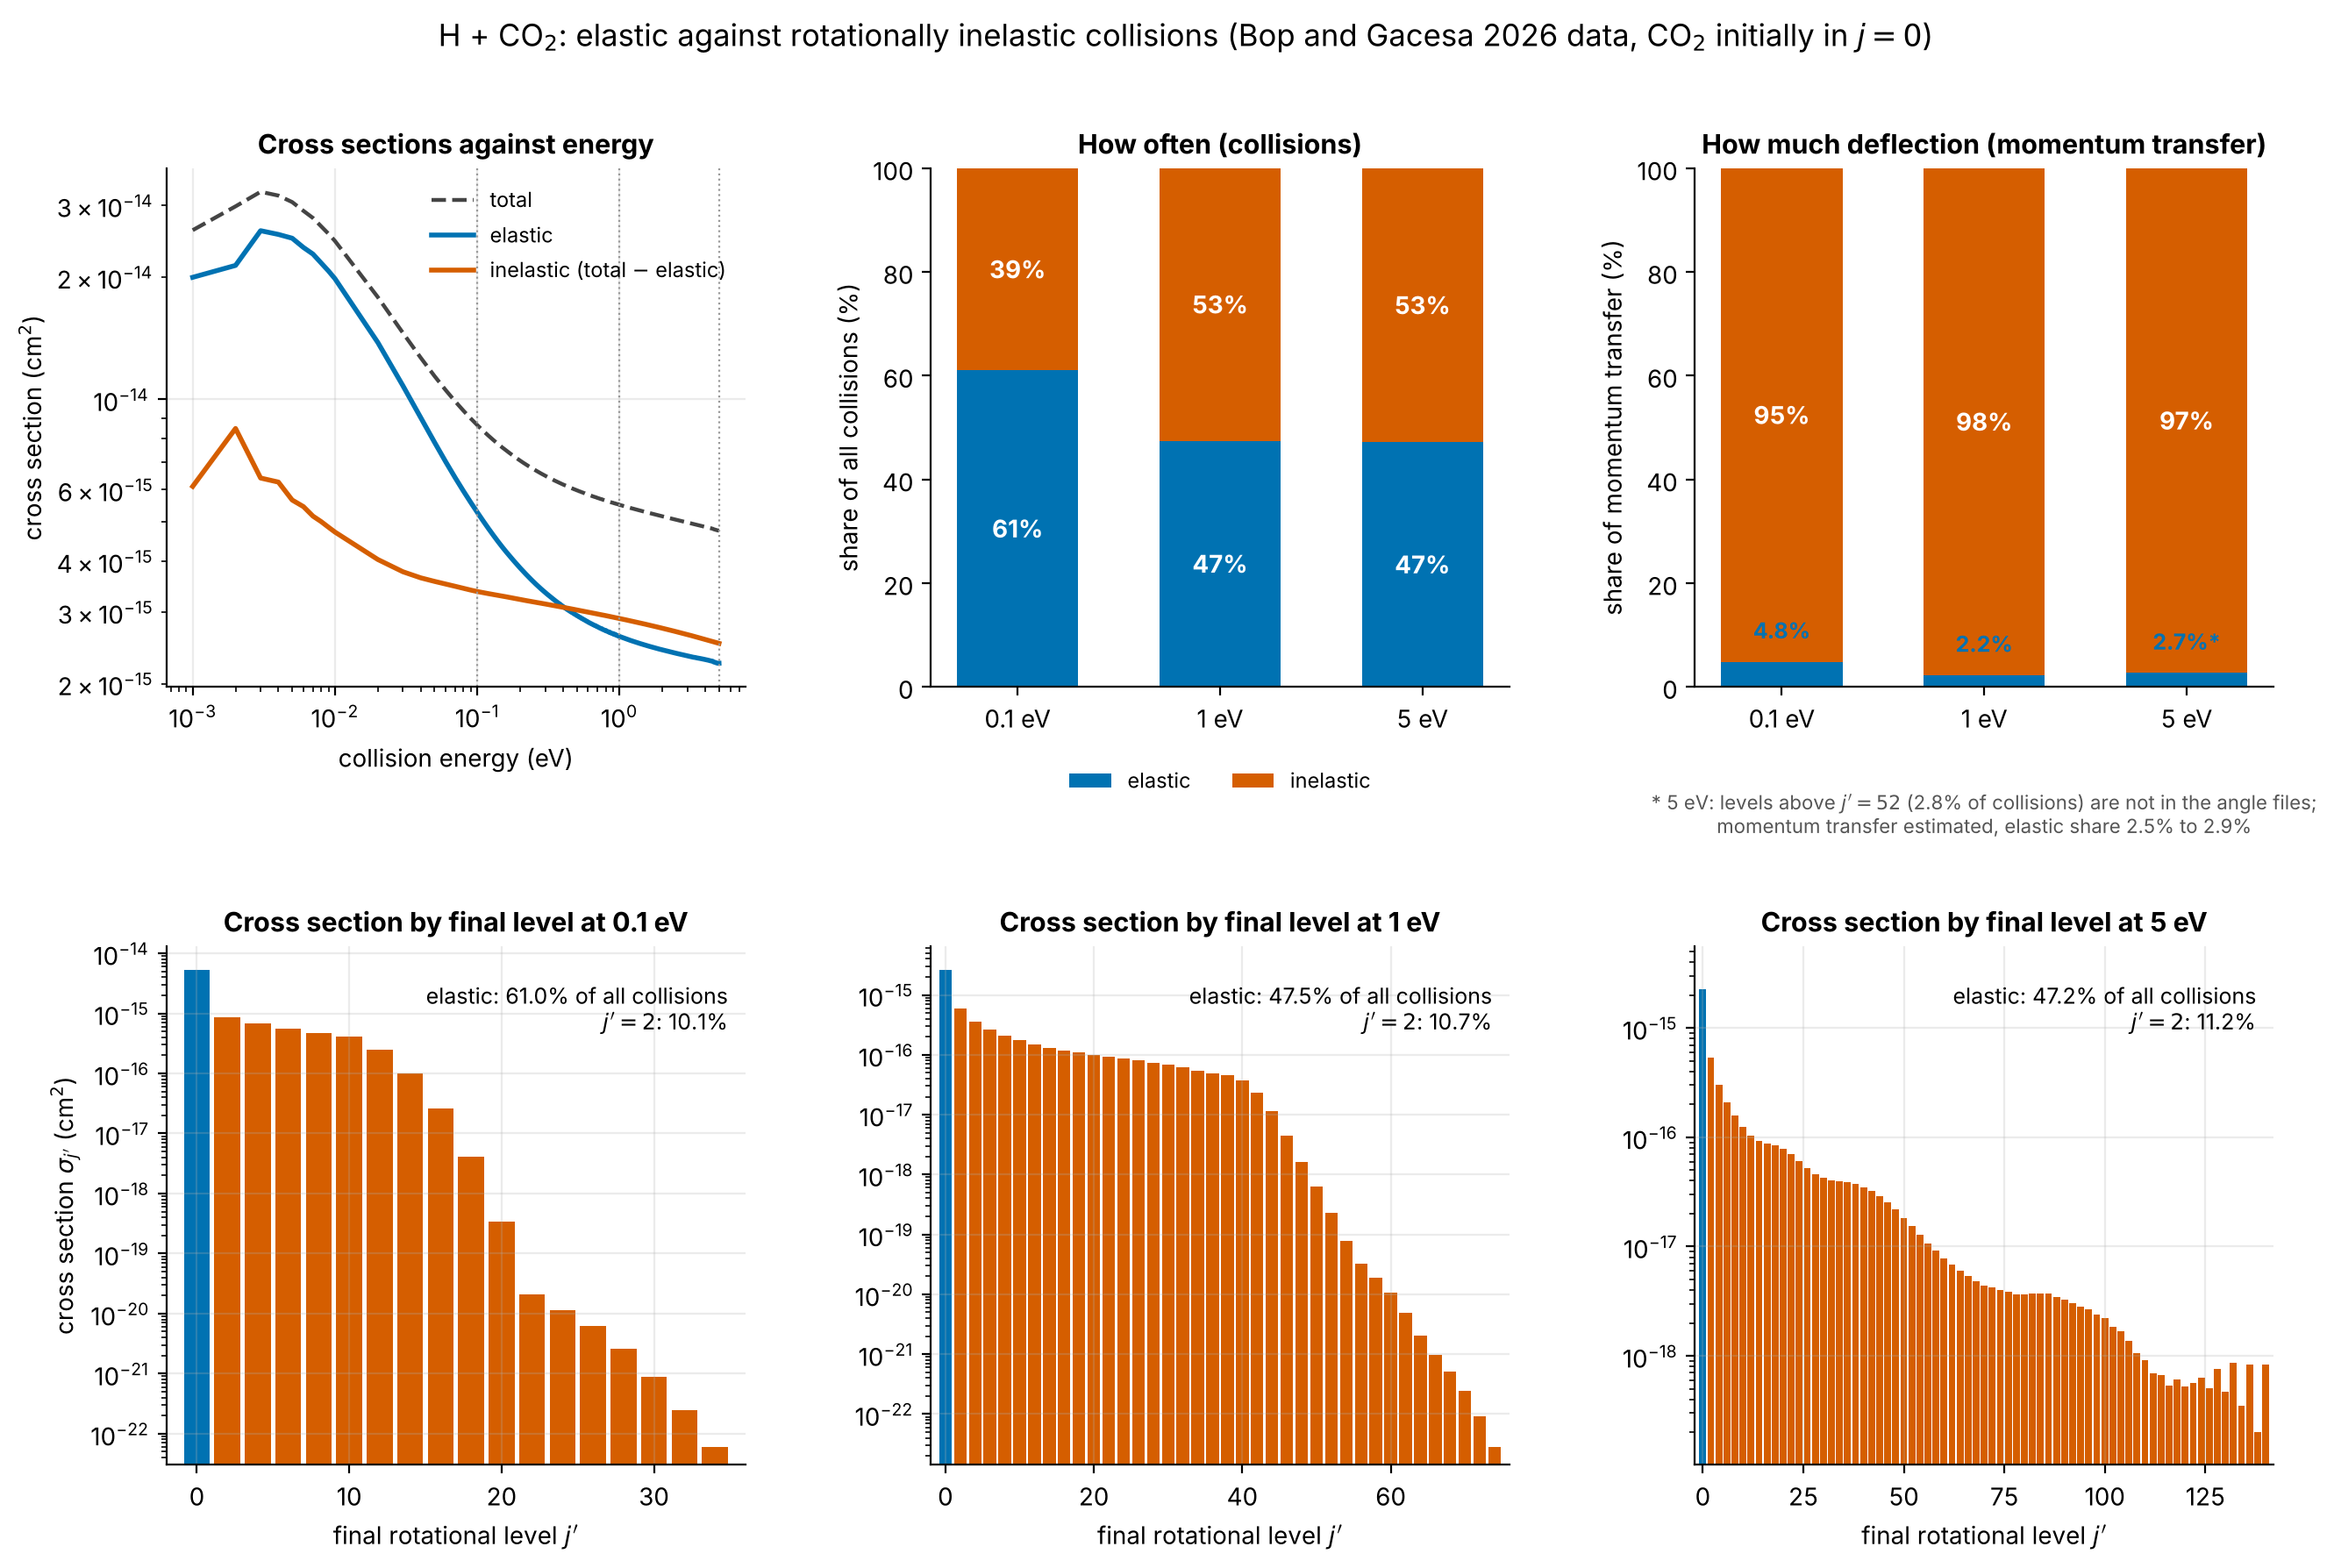 H + CO₂: elastic against rotationally inelastic collisions (Bop and Gacesa 2026 data, CO₂ initially in j = 0)
Cross sections against energy
cross section (cm²)
3 × 10⁻¹⁴
2 × 10⁻¹⁴
10⁻¹⁴
6 × 10⁻¹⁵
4 × 10⁻¹⁵
3 × 10⁻¹⁵
2 × 10⁻¹⁵
total
elastic
inelastic (total − elastic)
10⁻³ 10⁻² 10⁻¹ 10⁰
collision energy (eV)
How often (collisions)
share of all collisions (%)
100
80
60
40
20
0
39%
53%
53%
61%
47%
47%
0.1 eV 1 eV 5 eV
elastic inelastic
How much deflection (momentum transfer)
share of momentum transfer (%)
100
80
60
40
20
0
95%
98%
97%
4.8%
2.2%
2.7%*
0.1 eV 1 eV 5 eV
* 5 eV: levels above j′ = 52 (2.8% of collisions) are not in the angle files;
momentum transfer estimated, elastic share 2.5% to 2.9%
Cross section by final level at 0.1 eV
cross section σj′ (cm²)
10⁻¹⁴
10⁻¹⁵
10⁻¹⁶
10⁻¹⁷
10⁻¹⁸
10⁻¹⁹
10⁻²⁰
10⁻²¹
10⁻²²
elastic: 61.0% of all collisions
j′ = 2: 10.1%
0 10 20 30
final rotational level j′
Cross section by final level at 1 eV
10⁻¹⁵
10⁻¹⁶
10⁻¹⁷
10⁻¹⁸
10⁻¹⁹
10⁻²⁰
10⁻²¹
10⁻²²
elastic: 47.5% of all collisions
j′ = 2: 10.7%
0 20 40 60
final rotational level j′
Cross section by final level at 5 eV
10⁻¹⁵
10⁻¹⁶
10⁻¹⁷
10⁻¹⁸
elastic: 47.2% of all collisions
j′ = 2: 11.2%
0 25 50 75 100 125
final rotational level j′